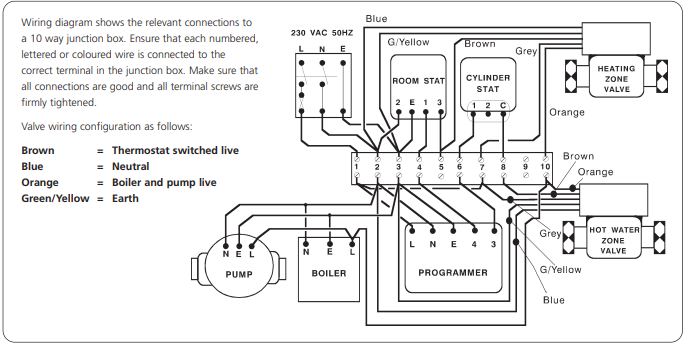 Wiring diagram shows the relevant connections to
a 10 way junction box. Ensure that each numbered,
lettered or coloured wire is connected to the
correct terminal in the junction box. Make sure that
all connections are good and all terminal screws are
firmly tightened.
Valve wiring configuration as follows:
Brown = Thermostat switched live
Blue = Neutral
Orange = Boiler and pump live
Green/Yellow = Earth
230 VAC 50HZ
L N E
Blue
G/Yellow
Brown
Grey
ROOM STAT
2 E 1 3
CYLINDER
STAT
1 2 C
HEATING
ZONE
VALVE
Orange
1 2 3 4 5 6 7 8 9 10
Brown
Orange
Grey
G/Yellow
Blue
HOT WATER
ZONE
VALVE
N E L
PUMP
N E L
BOILER
L N E 4 3
PROGRAMMER